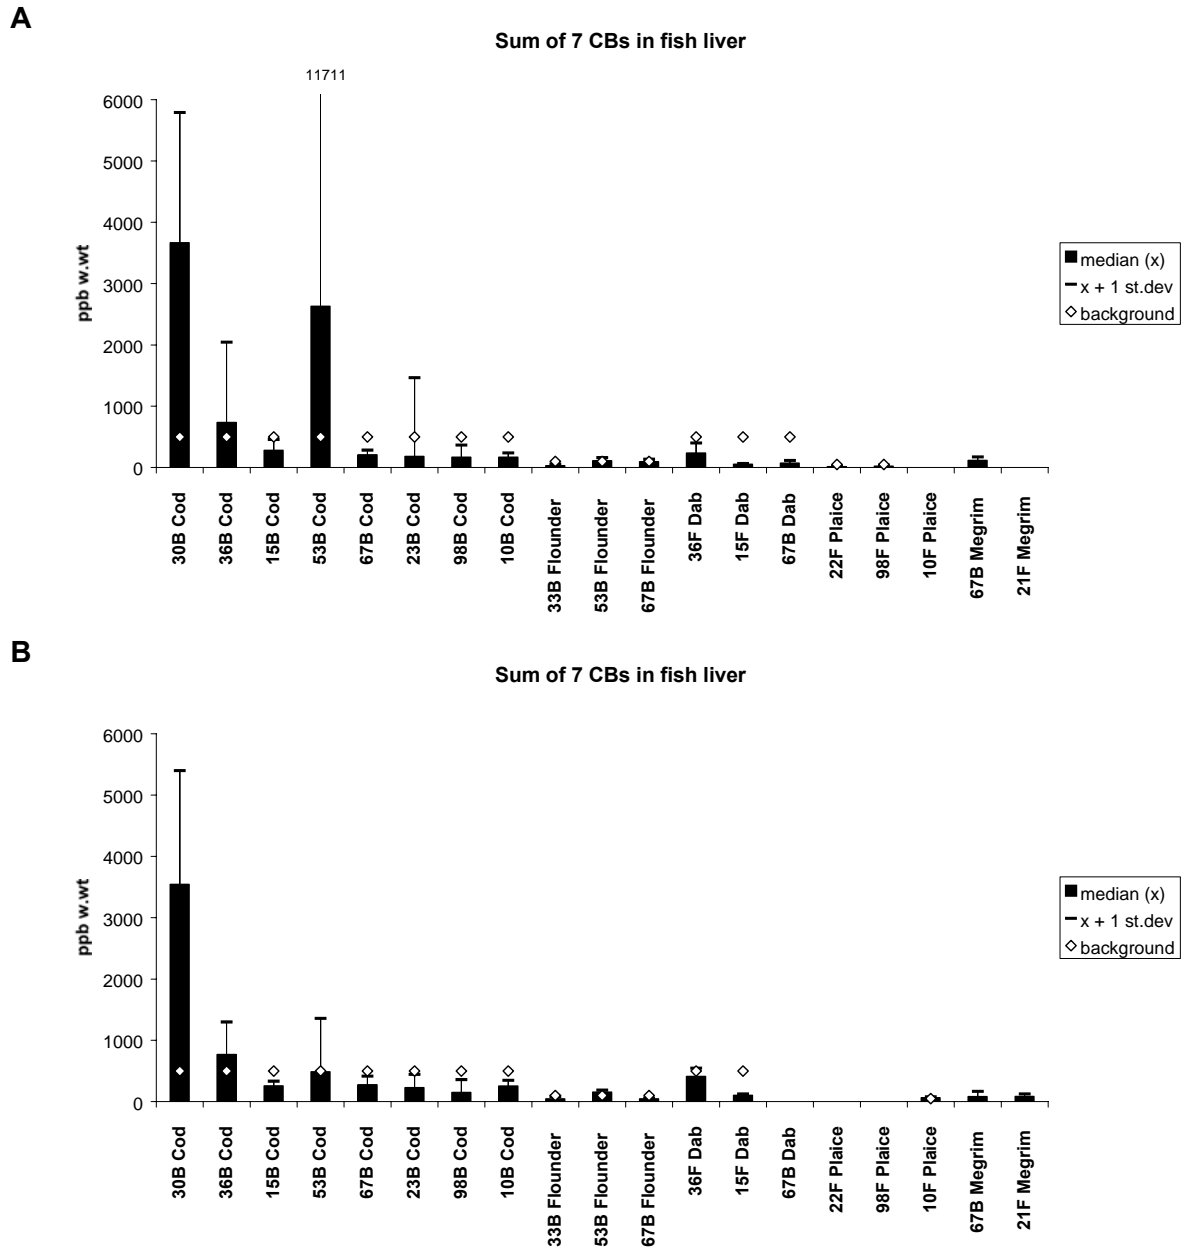 A
Sum of 7 CBs in fish liver
11711
6000
5000
4000
3000
2000
1000
0
ppb w.wt
median (x)
x + 1 st.dev
background
30B Cod
36B Cod
15B Cod
53B Cod
67B Cod
23B Cod
98B Cod
10B Cod
33B Flounder
53B Flounder
67B Flounder
36F Dab
15F Dab
67B Dab
22F Plaice
98F Plaice
10F Plaice
67B Megrim
21F Megrim
B
Sum of 7 CBs in fish liver
6000
5000
4000
3000
2000
1000
0
ppb w.wt
median (x)
x + 1 st.dev
background
30B Cod
36B Cod
15B Cod
53B Cod
67B Cod
23B Cod
98B Cod
10B Cod
33B Flounder
53B Flounder
67B Flounder
36F Dab
15F Dab
67B Dab
22F Plaice
98F Plaice
10F Plaice
67B Megrim
21F Megrim